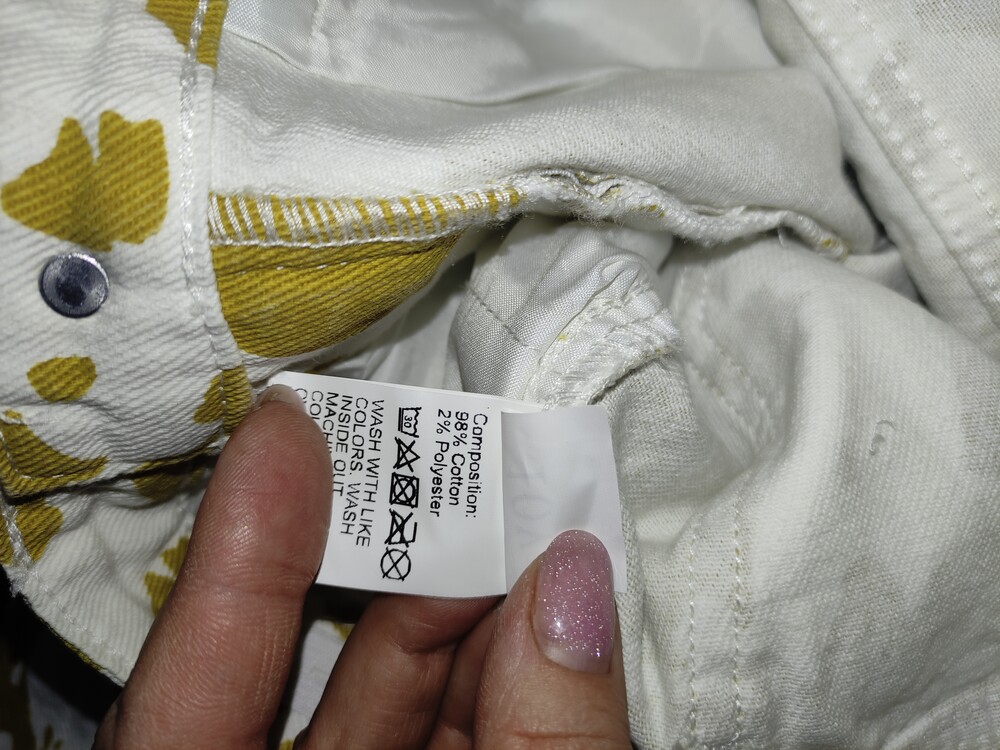 Composition:
98% Cotton
2% Polyester
30
WASH WITH LIKE
COLORS. WASH
INSIDE OUT